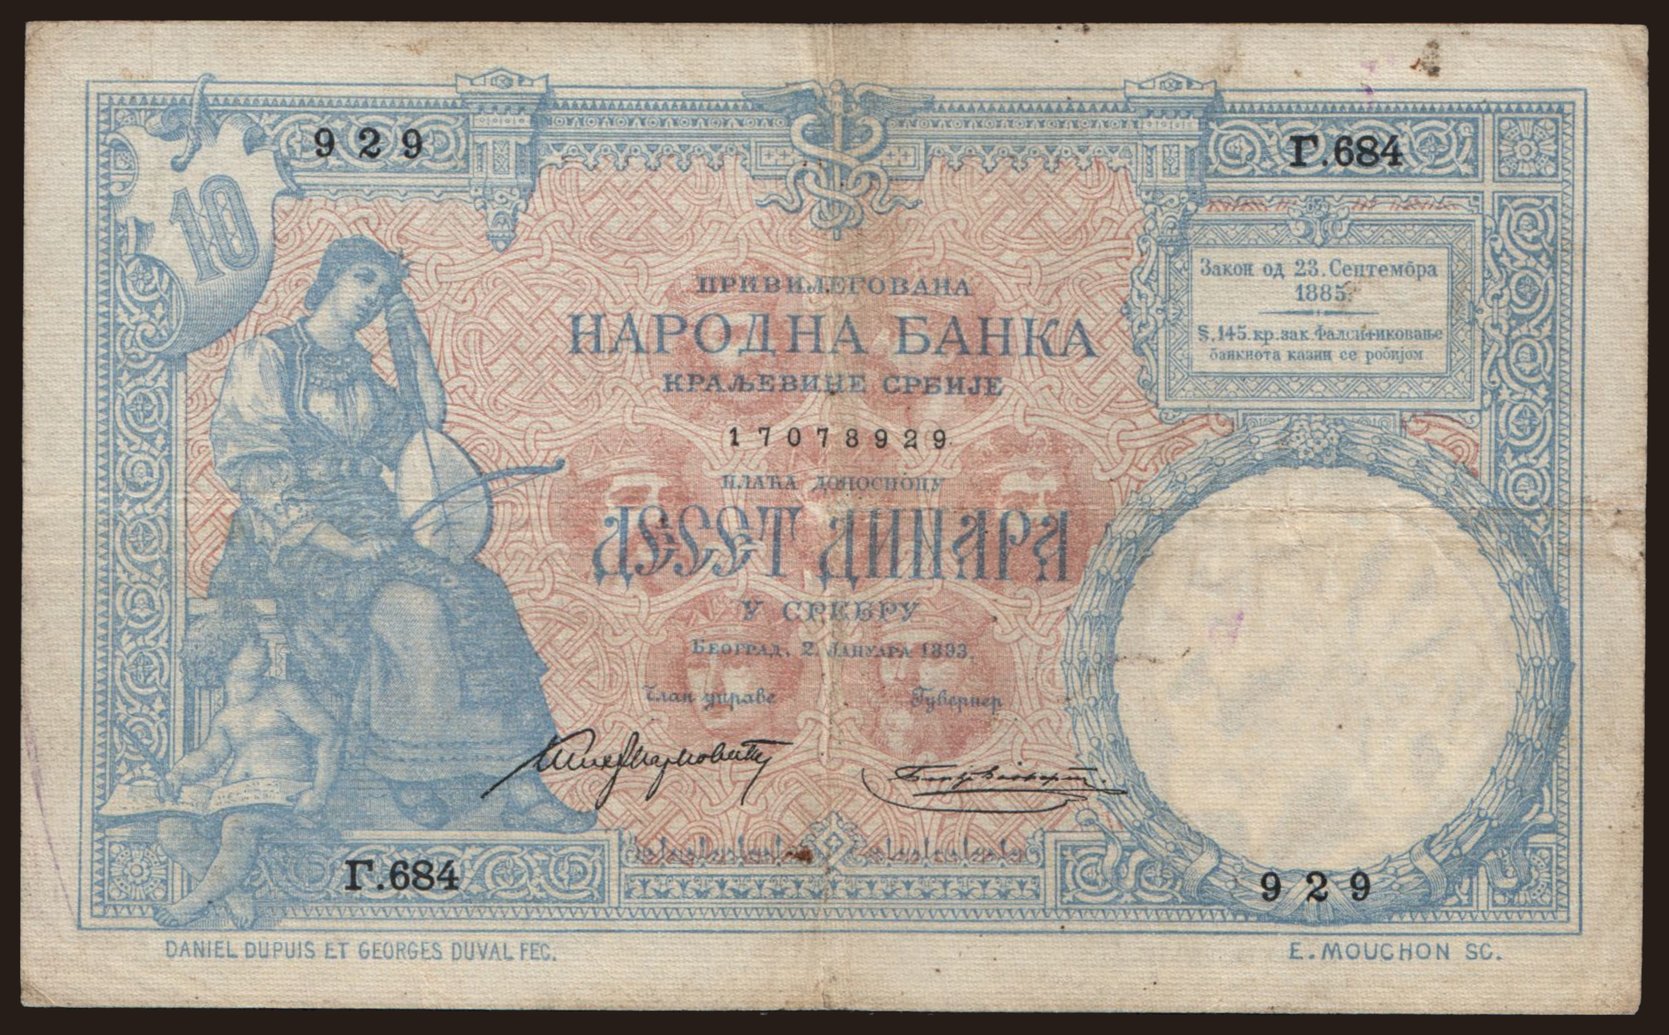 929
Г.684
10
Закон од 23. Септембра
1885.
§. 145. кр. зак. Фалсификовање
банкнота казни се робијом
ПРИВИЛЕГОВАНА
НАРОДНА БАНКА
КРАЉЕВИНЕ СРБИЈЕ
17078929
ПЛАЋА ДОНОСИОЦУ
ДЕСЕТ ДИНАРА
У СРЕБРУ
БЕОГРАД, 2. ЈАНУАРА 1893.
Члан управе
Гувернер
Г.684
929
DANIEL DUPUIS ET GEORGES DUVAL FEC.
E. MOUCHON SC.